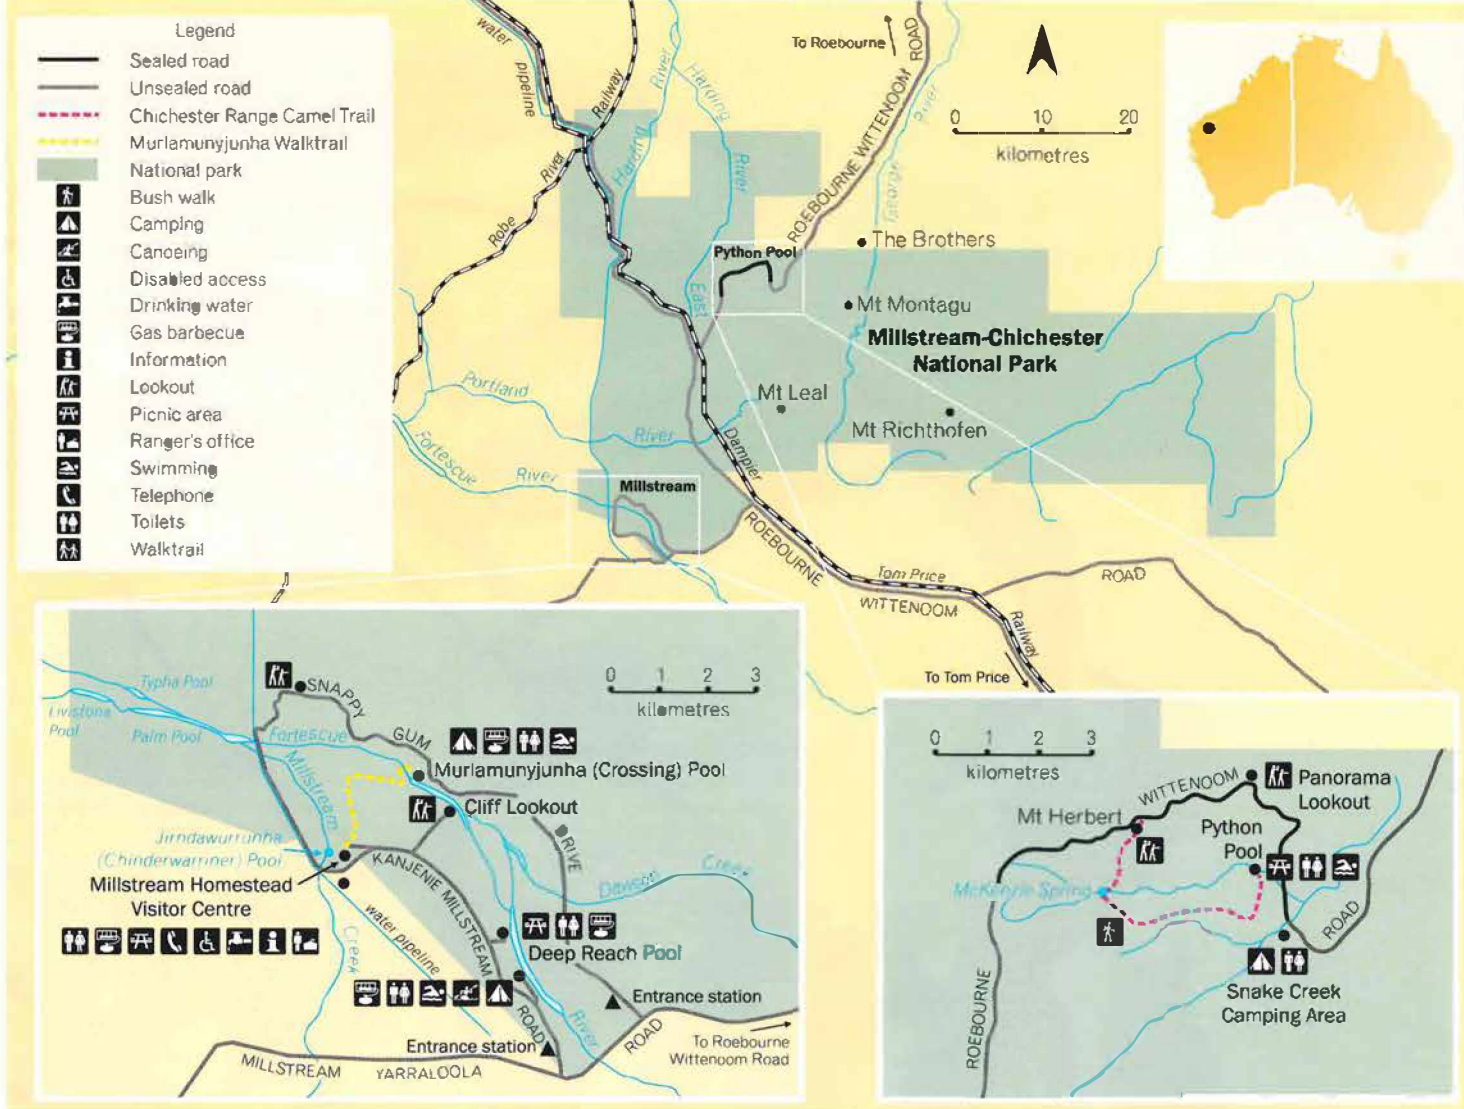 Legend
Sealed road
Unsealed road
Chichester Range Camel Trail
Murlamunyjunha Walktrail
National park
Bush walk
Camping
Canoeing
Disabled access
Drinking water
Gas barbecue
Information
Lookout
Picnic area
Ranger's office
Swimming
Telephone
Toilets
Walktrail
water
pipeline
Railway
River
Robe
River
Harding
Harding
River
East
To Roebourne
ROEBOURNE WITTENOOM ROAD
George
River
0 10 20
kilometres
Python Pool
The Brothers
Mt Montagu
Millstream-Chichester
National Park
Mt Leal
Mt Richthofen
Portland
River
Fortescue
River
Millstream
Dampier
ROEBOURNE
WITTENOOM
Tom Price
Railway
ROAD
To Tom Price
Typha Pool
Livistona
Pool
Palm Pool
SNAPPY
GUM
DRIVE
0 1 2 3
kilometres
Fortescue
Millstream
Murlamunyjunha (Crossing) Pool
Cliff Lookout
Jirndawurrunha
(Chinderwarriner) Pool
Millstream Homestead
Visitor Centre
KANJENIE MILLSTREAM
ROAD
Dawson
Creek
water pipeline
Creek
Deep Reach Pool
Entrance station
Entrance station
River
ROAD
To Roebourne
Wittenoom Road
MILLSTREAM
YARRALOOLA
0 1 2 3
kilometres
WITTENOOM
Panorama
Lookout
Mt Herbert
Python
Pool
McKenzie Spring
ROAD
ROEBOURNE
Snake Creek
Camping Area